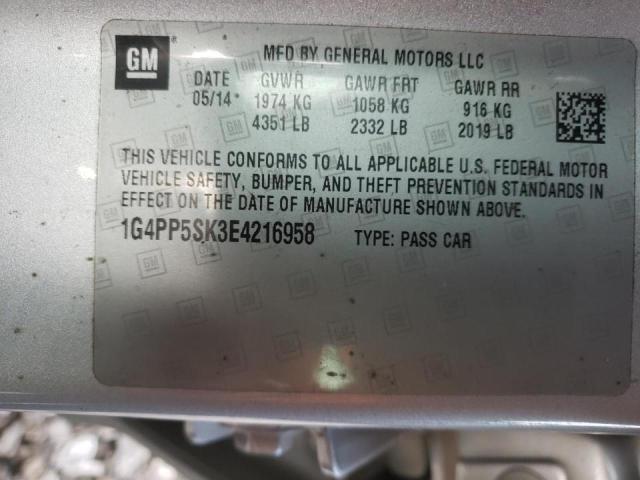 GM
MFD BY GENERAL MOTORS LLC
DATE GVWR GAWR FRT GAWR RR
05/14 1974 KG 1058 KG 916 KG
4351 LB 2332 LB 2019 LB
THIS VEHICLE CONFORMS TO ALL APPLICABLE U.S. FEDERAL MOTOR
VEHICLE SAFETY, BUMPER, AND THEFT PREVENTION STANDARDS IN
EFFECT ON THE DATE OF MANUFACTURE SHOWN ABOVE.
1G4PP5SK3E4216958 TYPE: PASS CAR